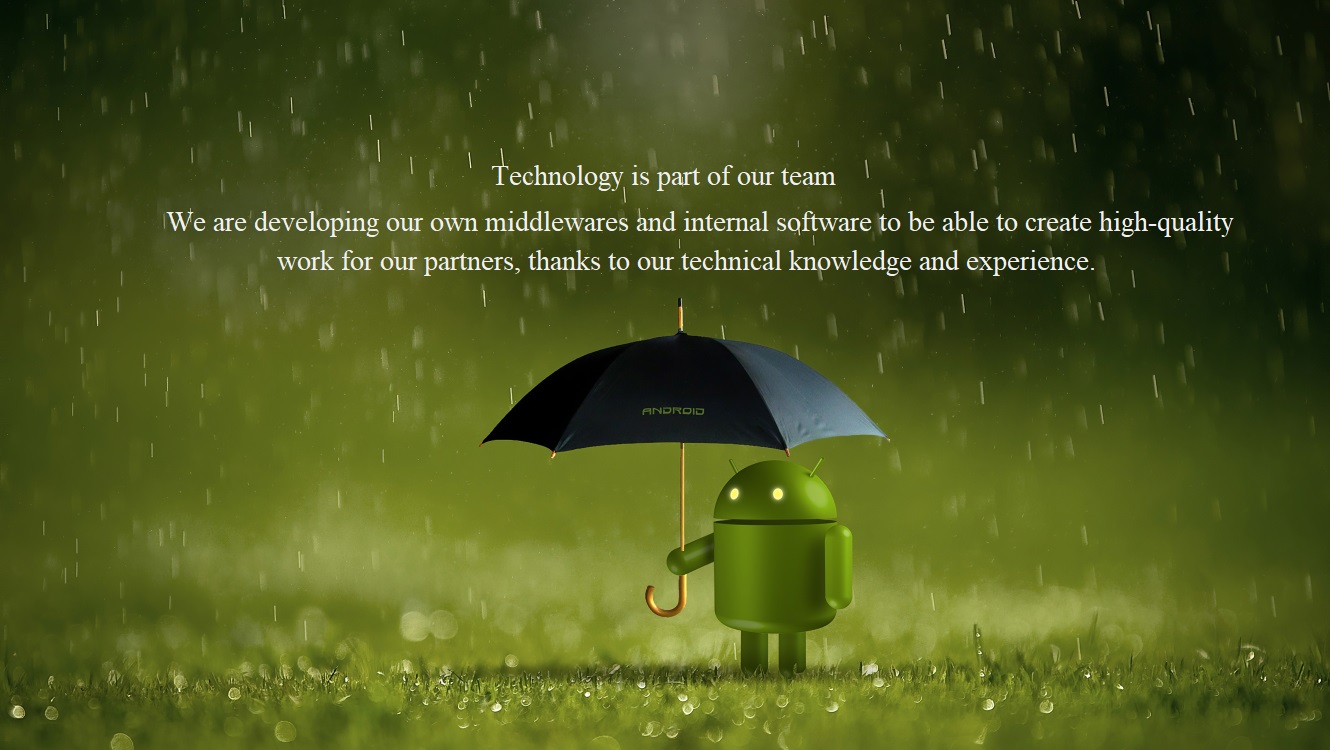 Technology is part of our team
We are developing our own middlewares and internal software to be able to create high-quality
work for our partners, thanks to our technical knowledge and experience.
ANDROID